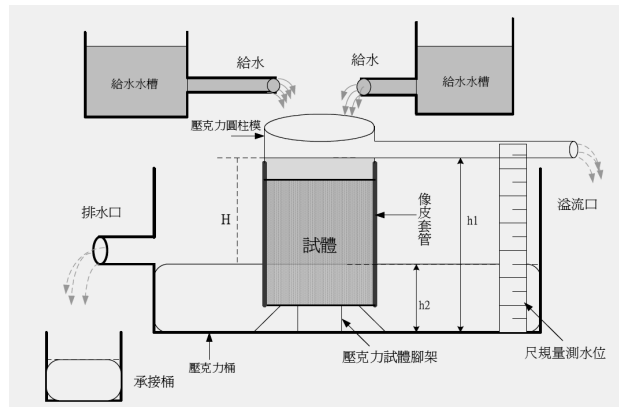 給水
給水
給水水槽
給水水槽
壓克力圓柱模
排水口
H
試體
像皮套管
h1
溢流口
h2
承接桶
壓克力桶
壓克力試體腳架
尺規量測水位